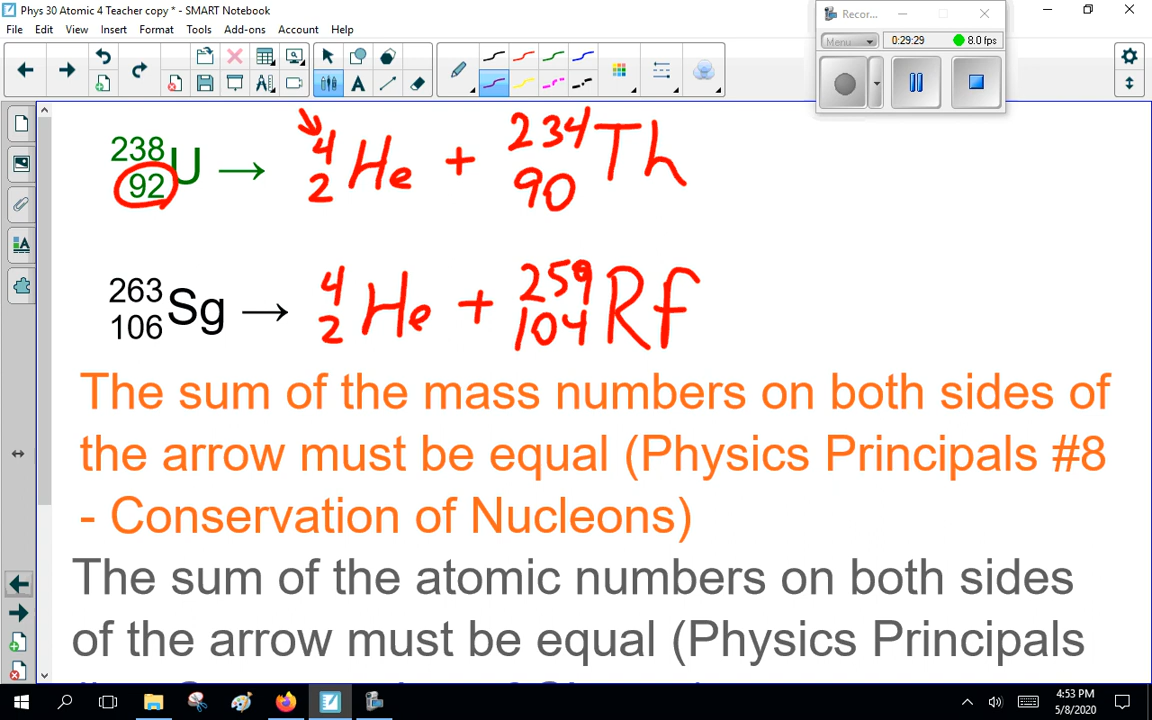 Phys 30 Atomic 4 Teacher copy * - SMART Notebook
Recor...
File Edit View Insert Format Tools Add-ons Account Help
Menu 0:29:29 8.0 fps
238 92 U → 4 2 He + 234 90 Th
263 106 Sg → 4 2 He + 259 104 Rf
The sum of the mass numbers on both sides of
the arrow must be equal (Physics Principals #8
- Conservation of Nucleons)
The sum of the atomic numbers on both sides
of the arrow must be equal (Physics Principals
4:53 PM
5/8/2020